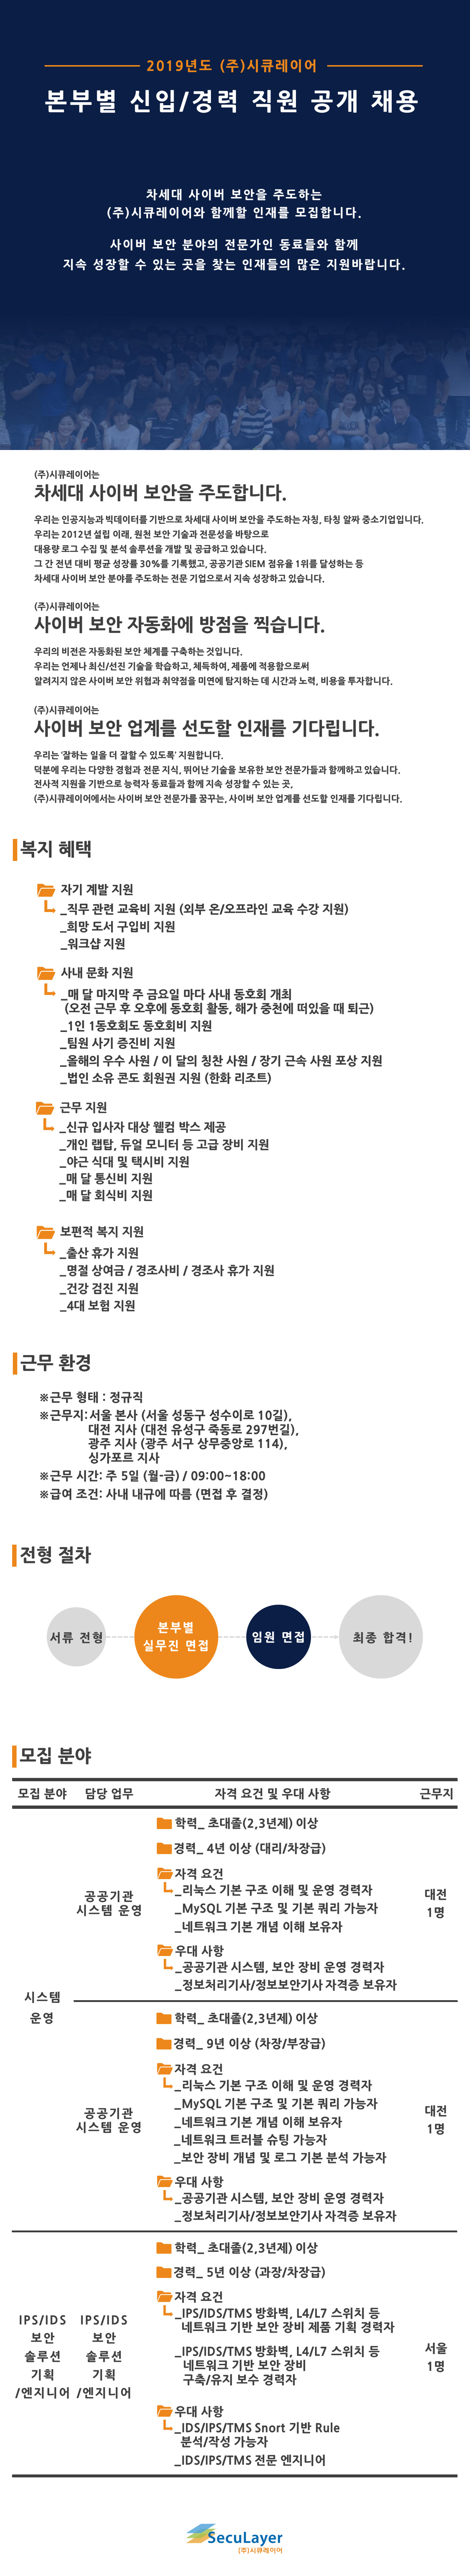 2019년도 (주)시큐레이어
본부별 신입/경력 직원 공개 채용
차세대 사이버 보안을 주도하는
(주)시큐레이어와 함께할 인재를 모집합니다.
사이버 보안 분야의 전문가인 동료들와 함께
지속 성장할 수 있는 곳을 찾는 인재들의 많은 지원바랍니다.
(주)시큐레이어는
차세대 사이버 보안을 주도합니다.
우리는 인공지능과 빅데이터를 기반으로 차세대 사이버 보안을 주도하는 자칭, 타칭 알짜 중소기업입니다.
우리는 2012년 설립 이래, 원천 보안 기술과 전문성을 바탕으로
대용량 로그 수집 및 분석 솔루션을 개발 및 공급하고 있습니다.
그 간 전년 대비 평균 성장률 30%를 기록했고, 공공기관 SIEM 점유율 1위를 달성하는 등
차세대 사이버 보안 분야를 주도하는 전문 기업으로서 지속 성장하고 있습니다.
(주)시큐레이어는
사이버 보안 자동화에 방점을 찍습니다.
우리의 비전은 자동화된 보안 체계를 구축하는 것입니다.
우리는 언제나 최신/선진 기술을 학습하고, 체득하여, 제품에 적용함으로써
알려지지 않은 사이버 보안 위협과 취약점을 미연에 탐지하는 데 시간과 노력, 비용을 투자합니다.
(주)시큐레이어는
사이버 보안 업계를 선도할 인재를 기다립니다.
우리는 '잘하는 일을 더 잘할 수 있도록' 지원합니다.
덕분에 우리는 다양한 경험과 전문 지식, 뛰어난 기술을 보유한 보안 전문가들과 함께하고 있습니다.
전사적 지원을 기반으로 능력자 동료들과 함께 지속 성장할 수 있는 곳,
(주)시큐레이어에서는 사이버 보안 전문가를 꿈꾸는, 사이버 보안 업계를 선도할 인재를 기다립니다.
복지 혜택
자기 계발 지원
_직무 관련 교육비 지원 (외부 온/오프라인 교육 수강 지원)
_희망 도서 구입비 지원
_워크샵 지원
사내 문화 지원
_매 달 마지막 주 금요일 마다 사내 동호회 개최
(오전 근무 후 오후에 동호회 활동, 해가 중천에 떠있을 때 퇴근)
_1인 1동호회도 동호회비 지원
_팀원 사기 증진비 지원
_올해의 우수 사원 / 이 달의 칭찬 사원 / 장기 근속 사원 포상 지원
_법인 소유 콘도 회원권 지원 (한화 리조트)
근무 지원
_신규 입사자 대상 웰컴 박스 제공
_개인 랩탑, 듀얼 모니터 등 고급 장비 지원
_야근 식대 및 택시비 지원
_매 달 통신비 지원
_매 달 회식비 지원
보편적 복지 지원
_출산 휴가 지원
_명절 상여금 / 경조사비 / 경조사 휴가 지원
_건강 검진 지원
_4대 보험 지원
근무 환경
※근무 형태 : 정규직
※근무지: 서울 본사 (서울 성동구 성수이로 10길),
대전 지사 (대전 유성구 죽동로 297번길),
광주 지사 (광주 서구 상무중앙로 114),
싱가포르 지사
※근무 시간: 주 5일 (월-금) / 09:00~18:00
※급여 조건: 사내 내규에 따름 (면접 후 결정)
전형 절차
서류 전형
본부별
실무진 면접
임원 면접
최종 합격!
모집 분야
모집 분야 담당 업무 자격 요건 및 우대 사항 근무지
시스템
운영
공공기관
시스템 운영
학력_ 초대졸(2,3년제) 이상
경력_ 4년 이상 (대리/차장급)
자격 요건
_리눅스 기본 구조 이해 및 운영 경력자
_MySQL 기본 구조 및 기본 쿼리 가능자
_네트워크 기본 개념 이해 보유자
우대 사항
_공공기관 시스템, 보안 장비 운영 경력자
_정보처리기사/정보보안기사 자격증 보유자
대전
1명
공공기관
시스템 운영
학력_ 초대졸(2,3년제) 이상
경력_ 9년 이상 (차장/부장급)
자격 요건
_리눅스 기본 구조 이해 및 운영 경력자
_MySQL 기본 구조 및 기본 쿼리 가능자
_네트워크 기본 개념 이해 보유자
_네트워크 트러블 슈팅 가능자
_보안 장비 개념 및 로그 기본 분석 가능자
우대 사항
_공공기관 시스템, 보안 장비 운영 경력자
_정보처리기사/정보보안기사 자격증 보유자
대전
1명
IPS/IDS
보안
솔루션
기획
/엔지니어
IPS/IDS
보안
솔루션
기획
/엔지니어
학력_ 초대졸(2,3년제) 이상
경력_ 5년 이상 (과장/차장급)
자격 요건
_IPS/IDS/TMS 방화벽, L4/L7 스위치 등
네트워크 기반 보안 장비 제품 기획 경력자
_IPS/IDS/TMS 방화벽, L4/L7 스위치 등
네트워크 기반 보안 장비
구축/유지 보수 경력자
우대 사항
_IDS/IPS/TMS Snort 기반 Rule
분석/작성 가능자
_IDS/IPS/TMS 전문 엔지니어
서울
1명
SecuLayer
(주)시큐레이어